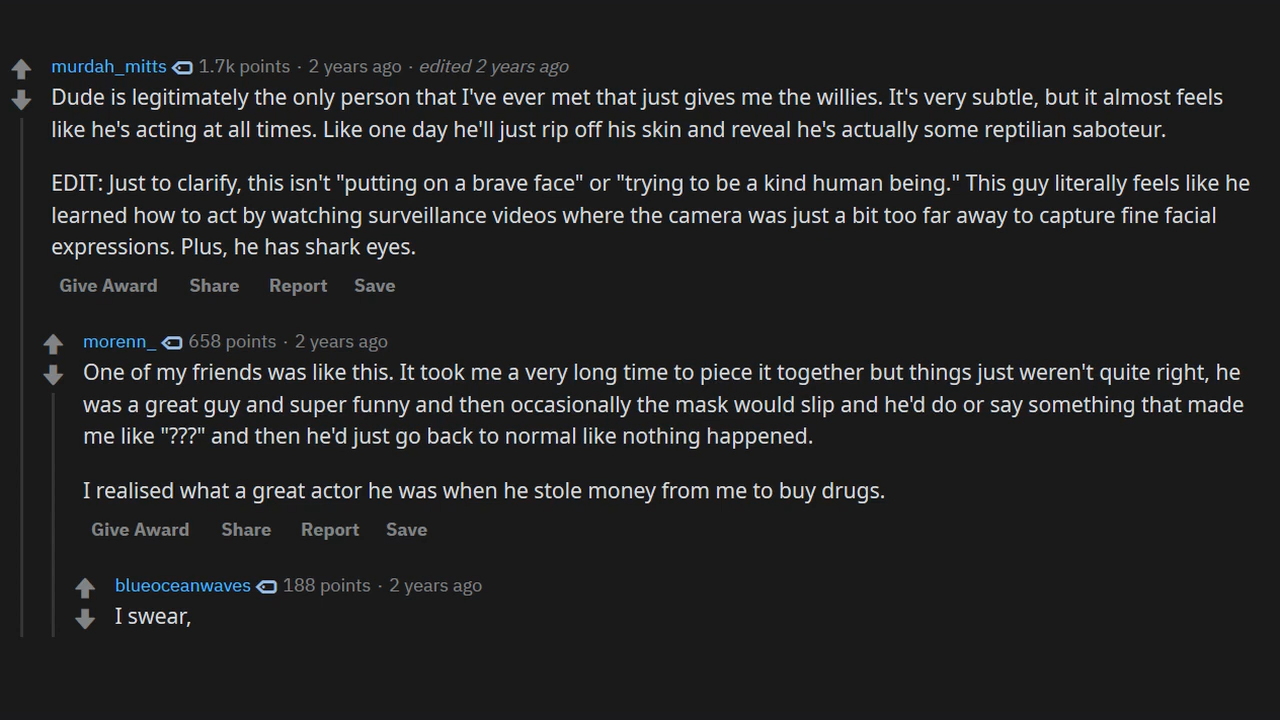 murdah_mitts 1.7k points · 2 years ago · edited 2 years ago
Dude is legitimately the only person that I've ever met that just gives me the willies. It's very subtle, but it almost feels
like he's acting at all times. Like one day he'll just rip off his skin and reveal he's actually some reptilian saboteur.
EDIT: Just to clarify, this isn't "putting on a brave face" or "trying to be a kind human being." This guy literally feels like he
learned how to act by watching surveillance videos where the camera was just a bit too far away to capture fine facial
expressions. Plus, he has shark eyes.
Give Award Share Report Save
morenn_ 658 points · 2 years ago
One of my friends was like this. It took me a very long time to piece it together but things just weren't quite right, he
was a great guy and super funny and then occasionally the mask would slip and he'd do or say something that made
me like "???" and then he'd just go back to normal like nothing happened.
I realised what a great actor he was when he stole money from me to buy drugs.
Give Award Share Report Save
blueoceanwaves 188 points · 2 years ago
I swear,